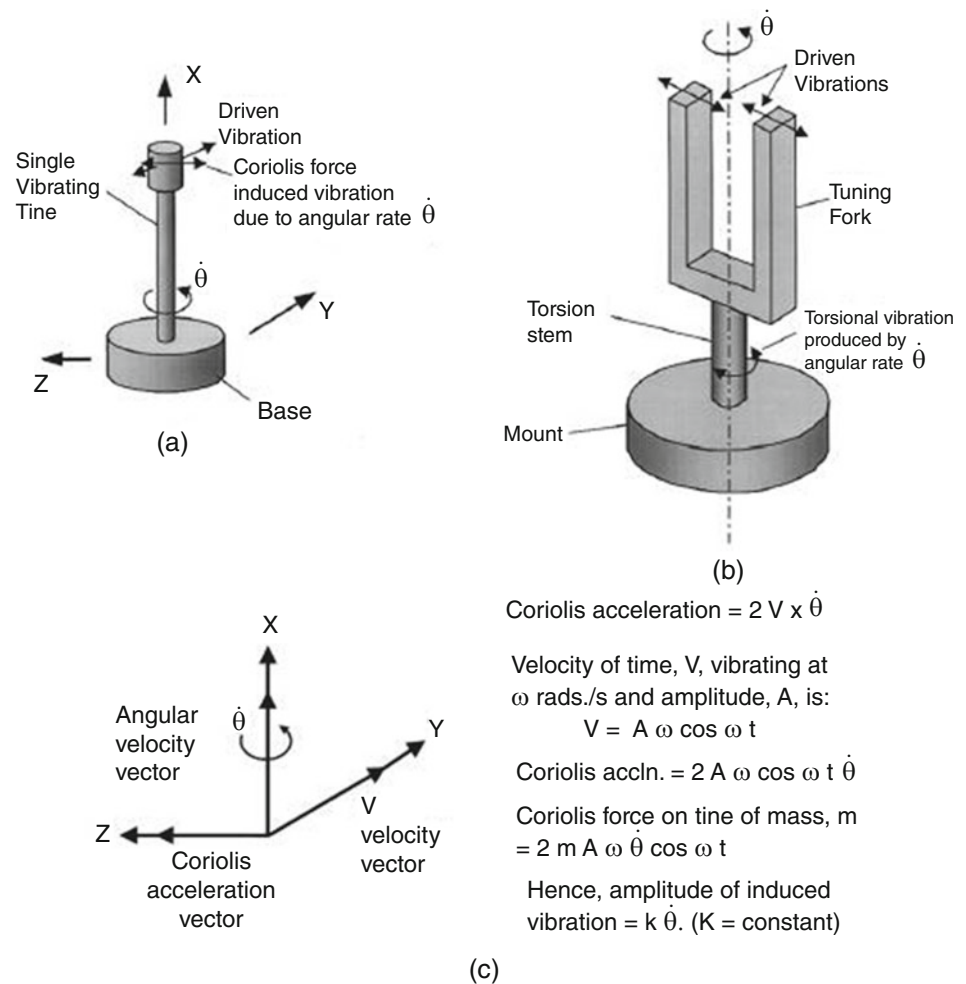 X
Driven
Vibration
Single
Vibrating
Tine
Coriolis force
induced vibration
due to angular rate θ̇
θ̇
Y
Z
Base
(a)
θ̇
Driven
Vibrations
Tuning
Fork
Torsion
stem
Torsional vibration
produced by
angular rate θ̇
Mount
(b)
X
Angular
velocity
vector
θ̇
Y
V
velocity
vector
Z
Coriolis
acceleration
vector
Coriolis acceleration = 2 V x θ̇
Velocity of time, V, vibrating at
ω rads./s and amplitude, A, is:
V = A ω cos ω t
Coriolis accln. = 2 A ω cos ω t θ̇
Coriolis force on tine of mass, m
= 2 m A ω θ̇ cos ω t
Hence, amplitude of induced
vibration = k θ̇. (K = constant)
(c)